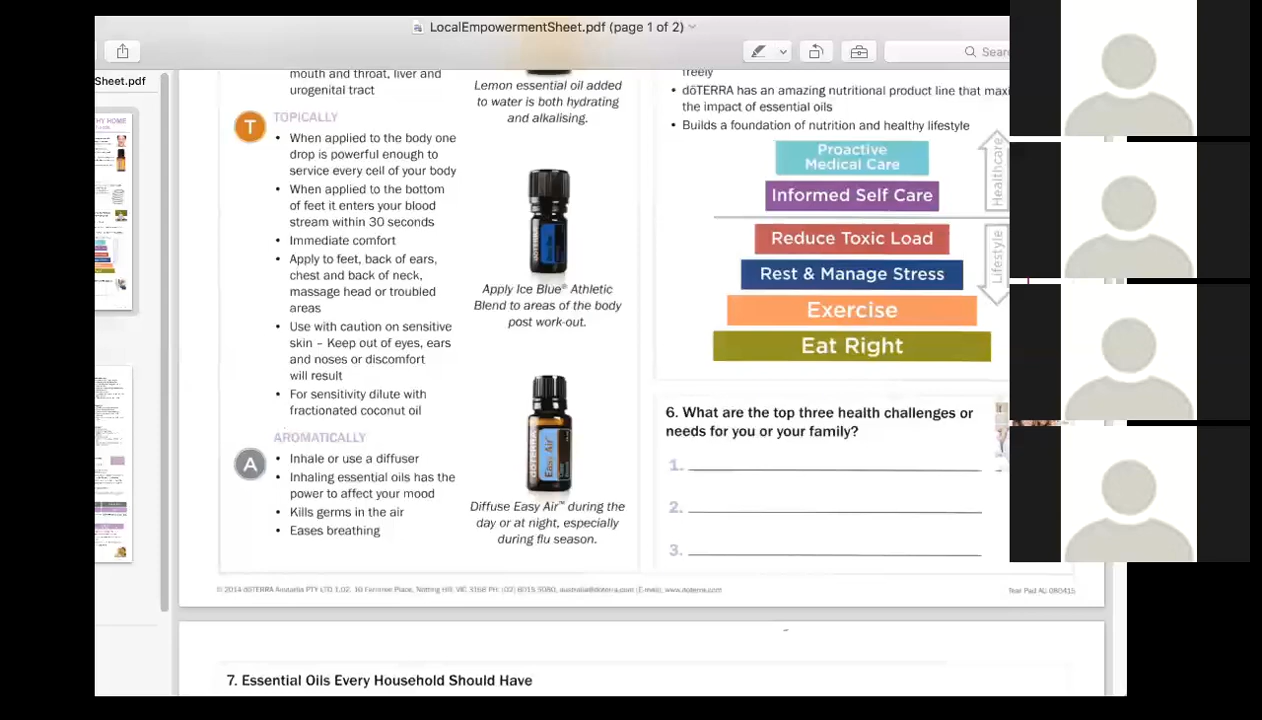 LocalEmpowermentSheet.pdf (page 1 of 2)
Sear
Sheet.pdf
mouth and throat, liver and
urogenital tract
T
TOPICALLY
• When applied to the body one
drop is powerful enough to
service every cell of your body
• When applied to the bottom
of feet it enters your blood
stream within 30 seconds
• Immediate comfort
• Apply to feet, back of ears,
chest and back of neck,
massage head or troubled
areas
• Use with caution on sensitive
skin – Keep out of eyes, ears
and noses or discomfort
will result
• For sensitivity dilute with
fractionated coconut oil
A
AROMATICALLY
• Inhale or use a diffuser
• Inhaling essential oils has the
power to affect your mood
• Kills germs in the air
• Eases breathing
Lemon essential oil added
to water is both hydrating
and alkalising.
Apply Ice Blue® Athletic
Blend to areas of the body
post work-out.
dōTERRA
Easy Air
Diffuse Easy Air™ during the
day or at night, especially
during flu season.
freely
• dōTERRA has an amazing nutritional product line that maxi
the impact of essential oils
• Builds a foundation of nutrition and healthy lifestyle
Proactive
Medical Care
Informed Self Care
Reduce Toxic Load
Rest & Manage Stress
Exercise
Eat Right
Healthcare
Lifestyle
6. What are the top three health challenges or
needs for you or your family?
1.
2.
3.
7. Essential Oils Every Household Should Have